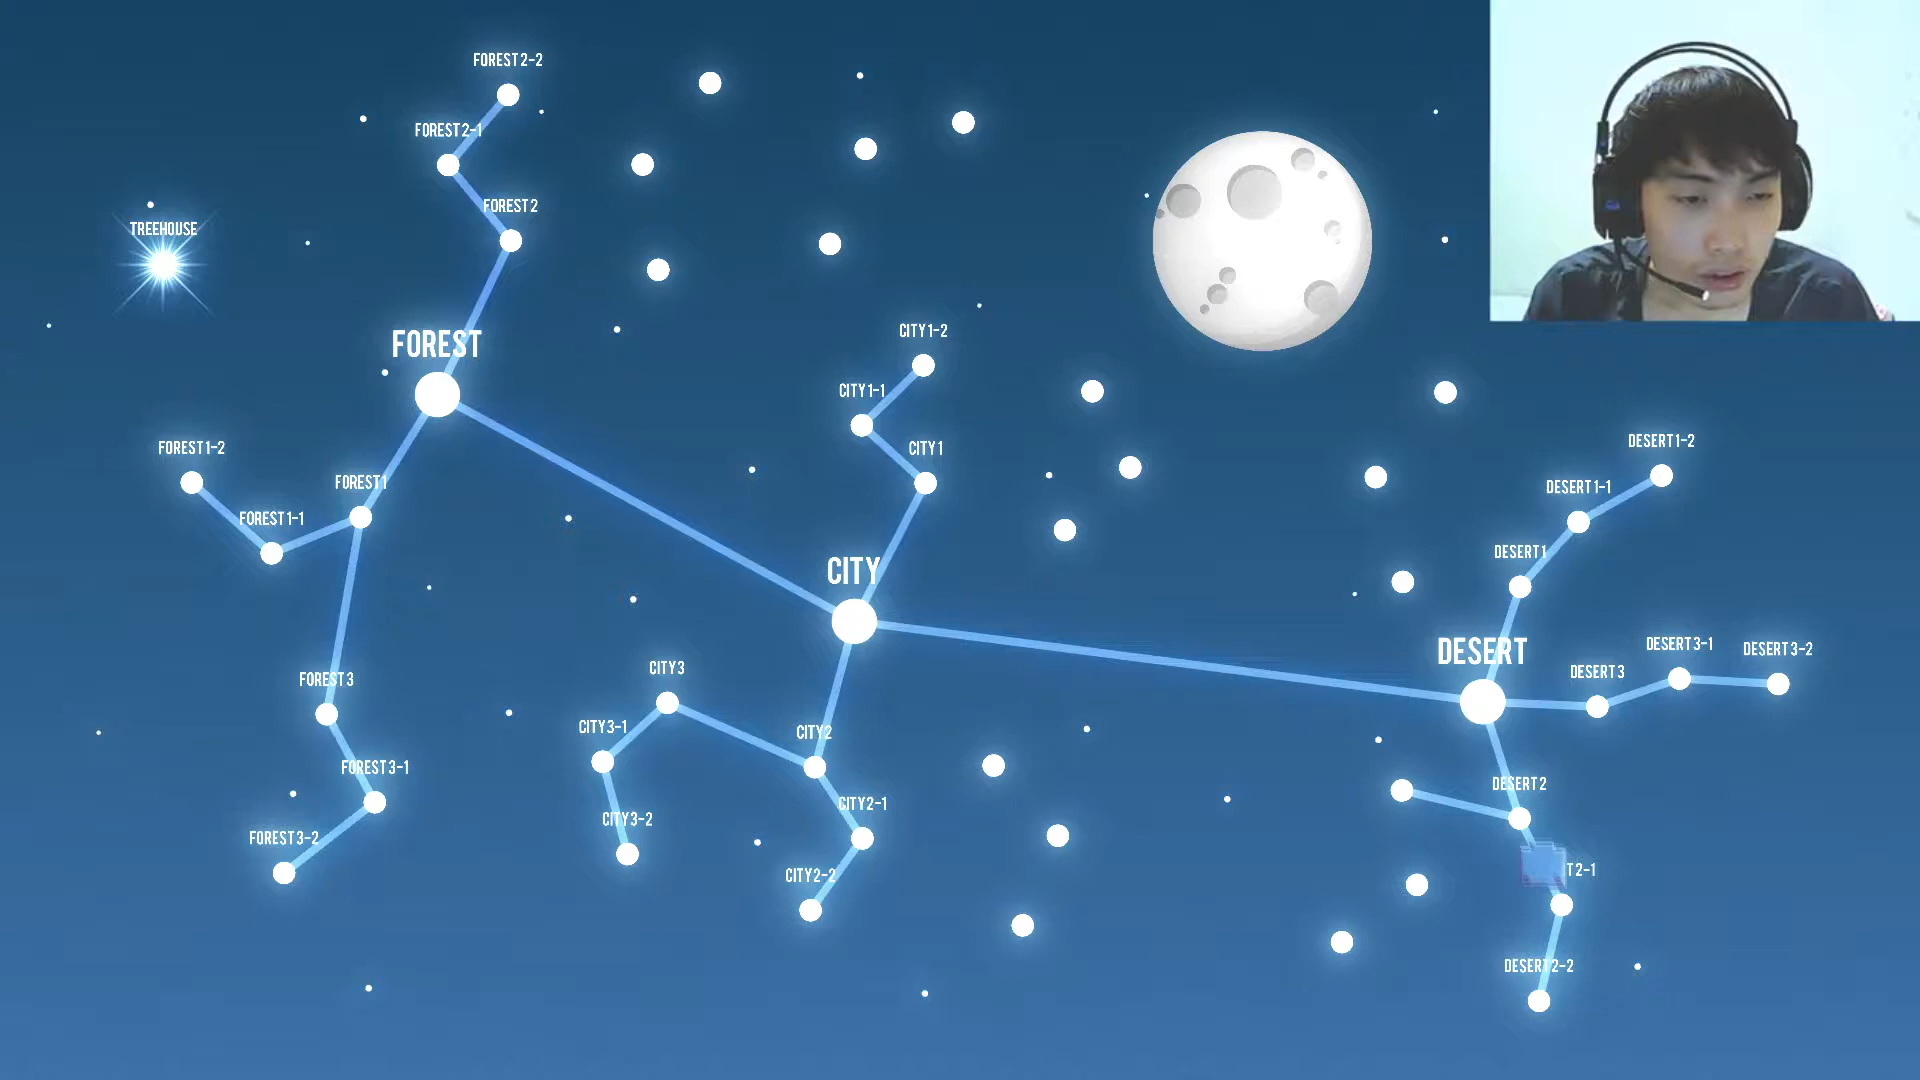 FOREST2-2
FOREST2-1
FOREST2
TREEHOUSE
FOREST
CITY1-2
CITY1-1
CITY1
FOREST1-2
FOREST1
FOREST1-1
DESERT1-2
DESERT1-1
DESERT1
CITY
DESERT
DESERT3-1
DESERT3-2
DESERT3
CITY3
FOREST3
CITY3-1
CITY2
FOREST3-1
DESERT2
CITY2-1
CITY3-2
FOREST3-2
T2-1
CITY2-2
DESERT2-2